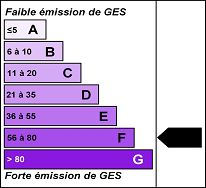 Faible émission de GES
≤5 A
6 à 10 B
11 à 20 C
21 à 35 D
36 à 55 E
56 à 80 F
> 80 G
Forte émission de GES